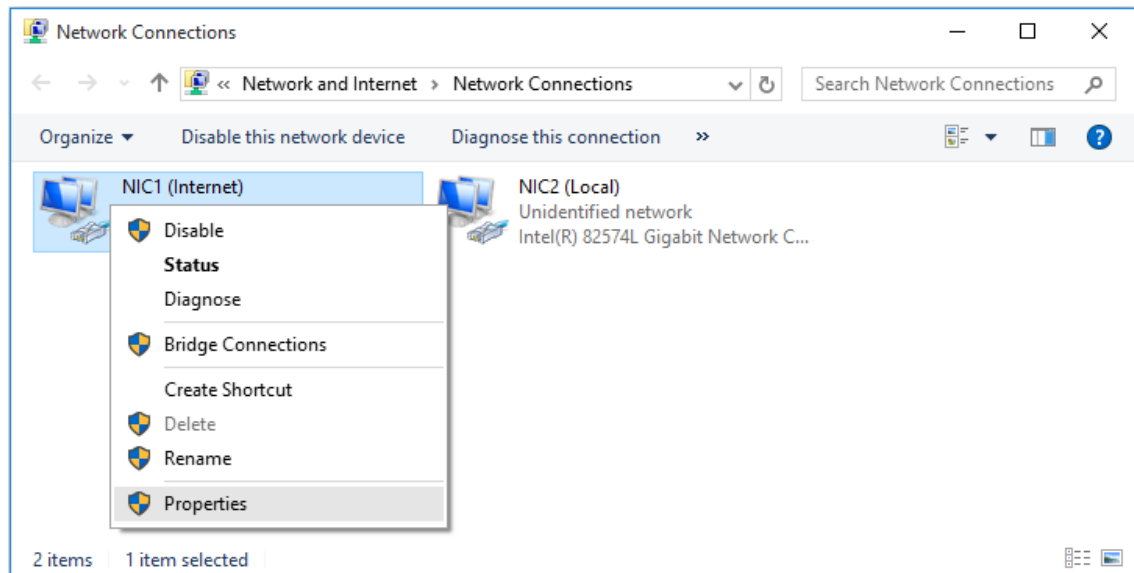 Network Connections
« Network and Internet > Network Connections
Search Network Connections
Organize
Disable this network device
Diagnose this connection
»
?
NIC1 (Internet)
NIC2 (Local)
Unidentified network
Intel(R) 82574L Gigabit Network C...
Disable
Status
Diagnose
Bridge Connections
Create Shortcut
Delete
Rename
Properties
2 items
1 item selected